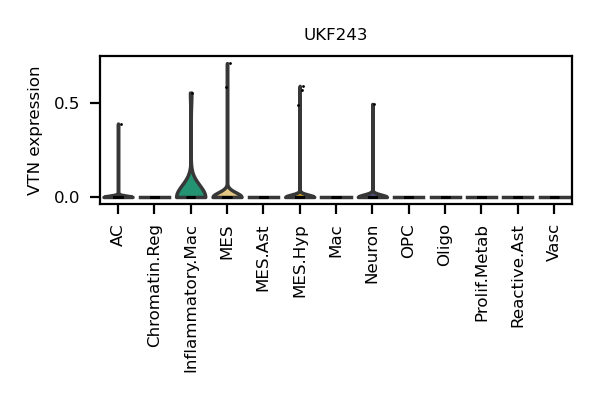 UKF243
VTN expression
0.5
0.0
AC
Chromatin.Reg
Inflammatory.Mac
MES
MES.Ast
MES.Hyp
Mac
Neuron
OPC
Oligo
Prolif.Metab
Reactive.Ast
Vasc